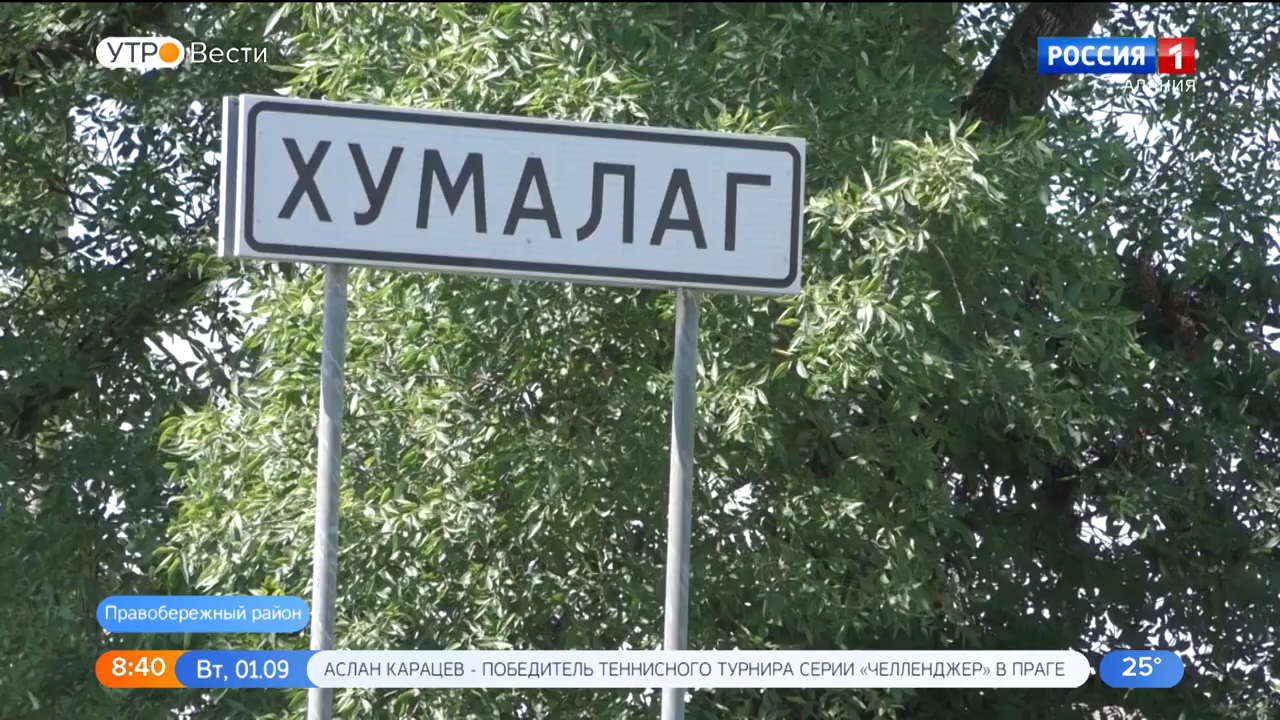 УТРО Вести
РОССИЯ 1
АЛАНИЯ
ХУМАЛАГ
Правобережный район
8:40 Вт, 01.09 АСЛАН КАРАЦЕВ - ПОБЕДИТЕЛЬ ТЕННИСНОГО ТУРНИРА СЕРИИ «ЧЕЛЛЕНДЖЕР» В ПРАГЕ 25°